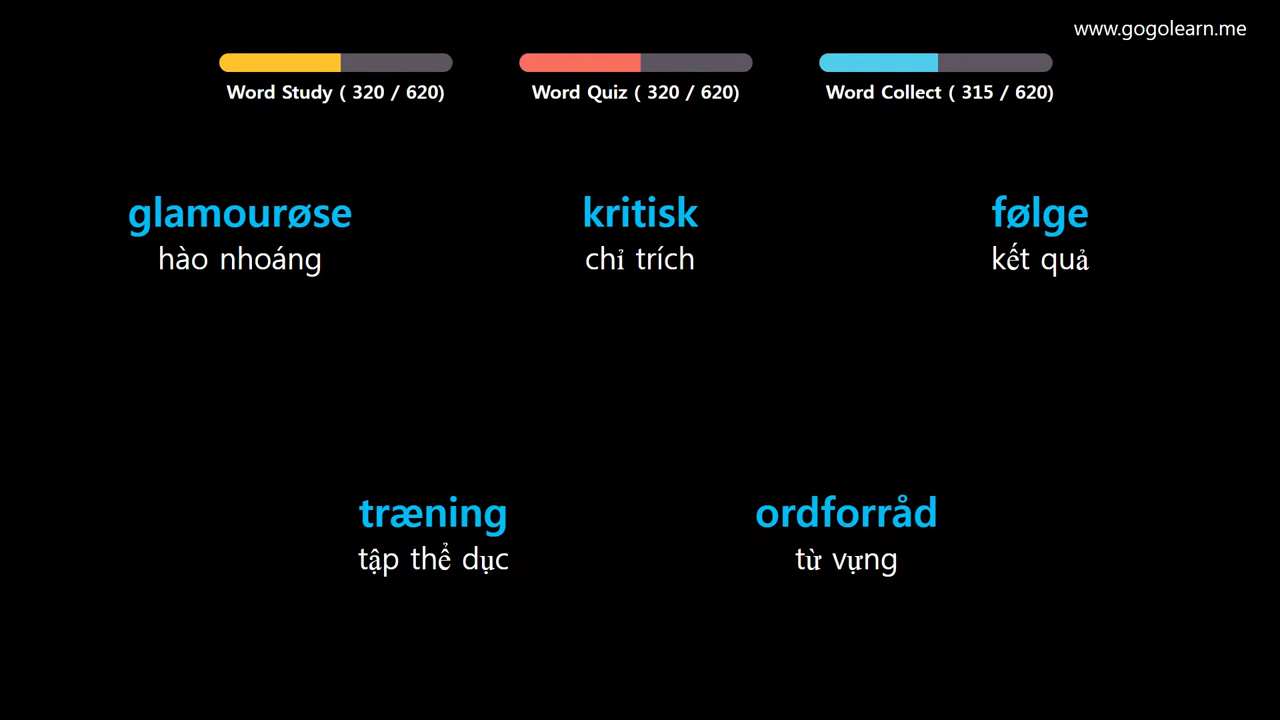 www.gogolearn.me
Word Study ( 320 / 620)
Word Quiz ( 320 / 620)
Word Collect ( 315 / 620)
glamourøse
hào nhoáng
kritisk
chỉ trích
følge
kết quả
træning
tập thể dục
ordforråd
từ vựng